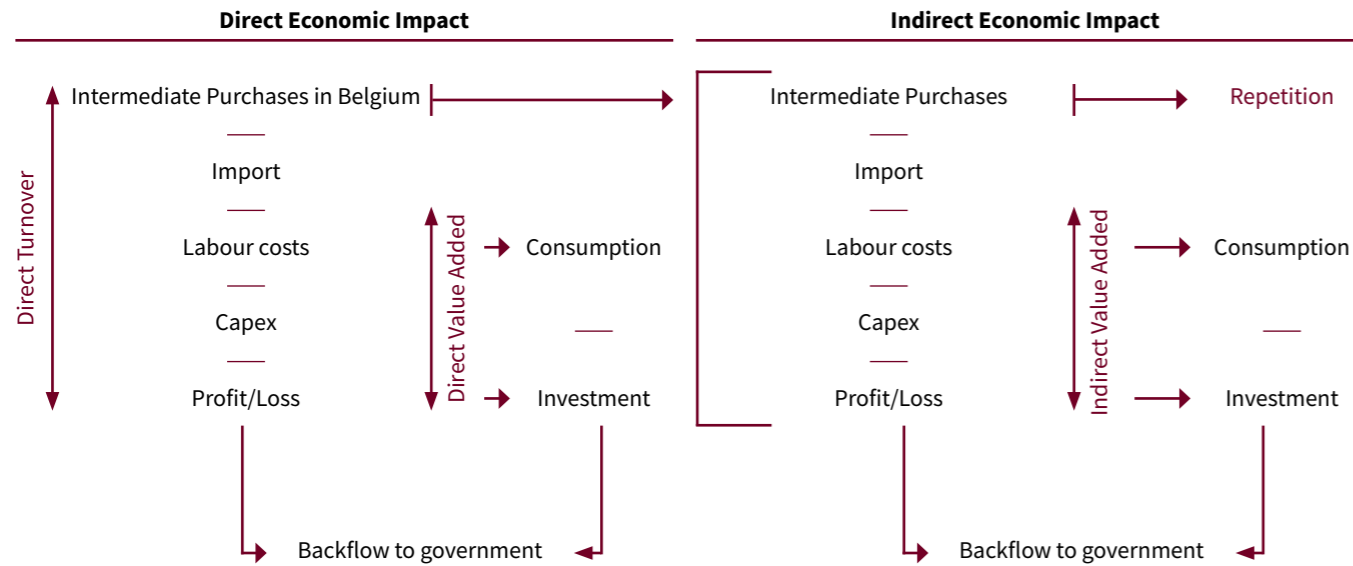 Direct Economic Impact
Direct Turnover
Intermediate Purchases in Belgium
Import
Labour costs
Capex
Profit/Loss
Direct Value Added
Consumption
Investment
Backflow to government
Indirect Economic Impact
Intermediate Purchases
Import
Labour costs
Capex
Profit/Loss
Indirect Value Added
Repetition
Consumption
Investment
Backflow to government